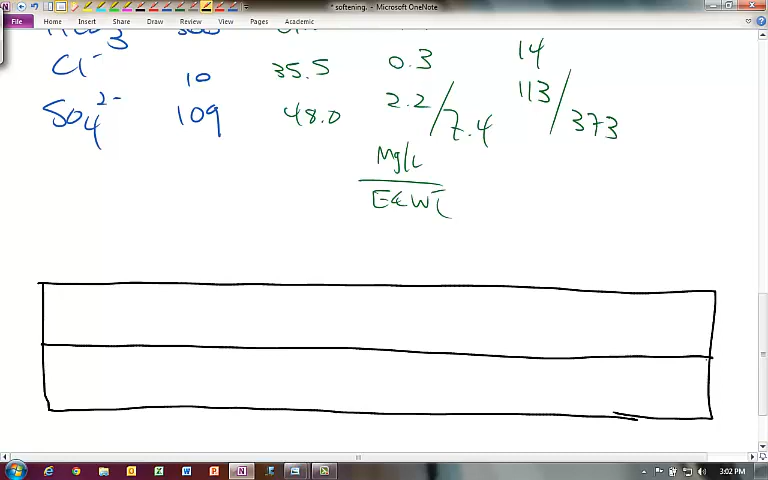 softening. - Microsoft OneNote
File Home Insert Share Draw Review View Pages Academic
Cl⁻ 10 35.5 0.3 14
SO₄²⁻ 109 48.0 2.2/7.4 113/373
Mg/L
EqWT
3:02 PM